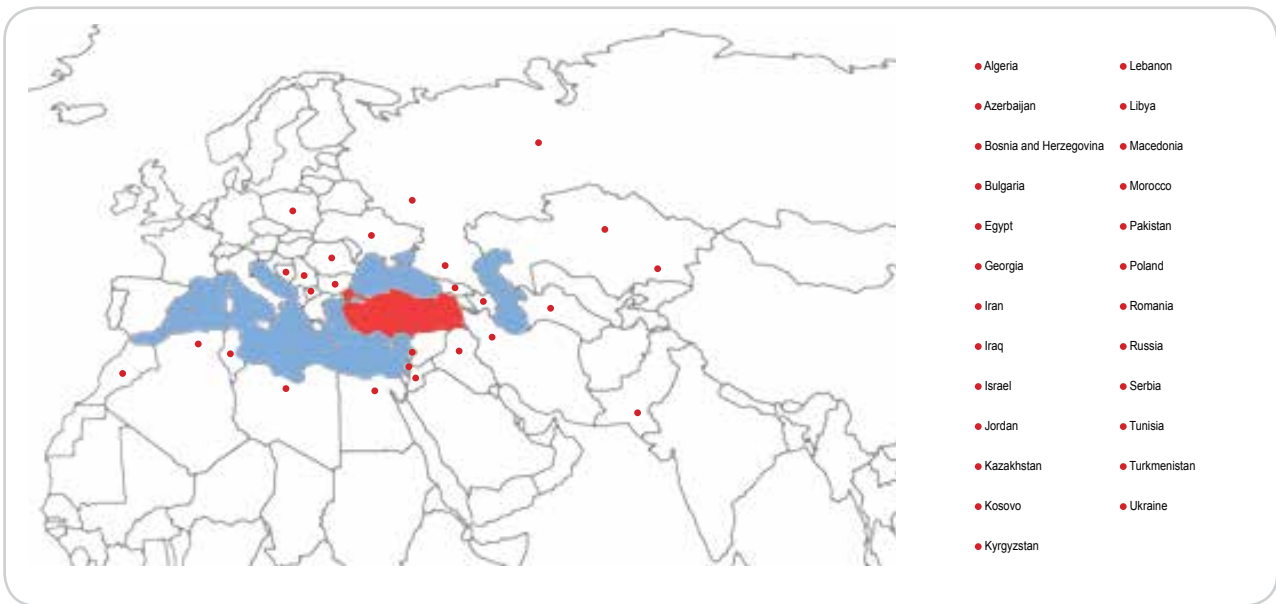 Algeria
Azerbaijan
Bosnia and Herzegovina
Bulgaria
Egypt
Georgia
Iran
Iraq
Israel
Jordan
Kazakhstan
Kosovo
Kyrgyzstan
Lebanon
Libya
Macedonia
Morocco
Pakistan
Poland
Romania
Russia
Serbia
Tunisia
Turkmenistan
Ukraine